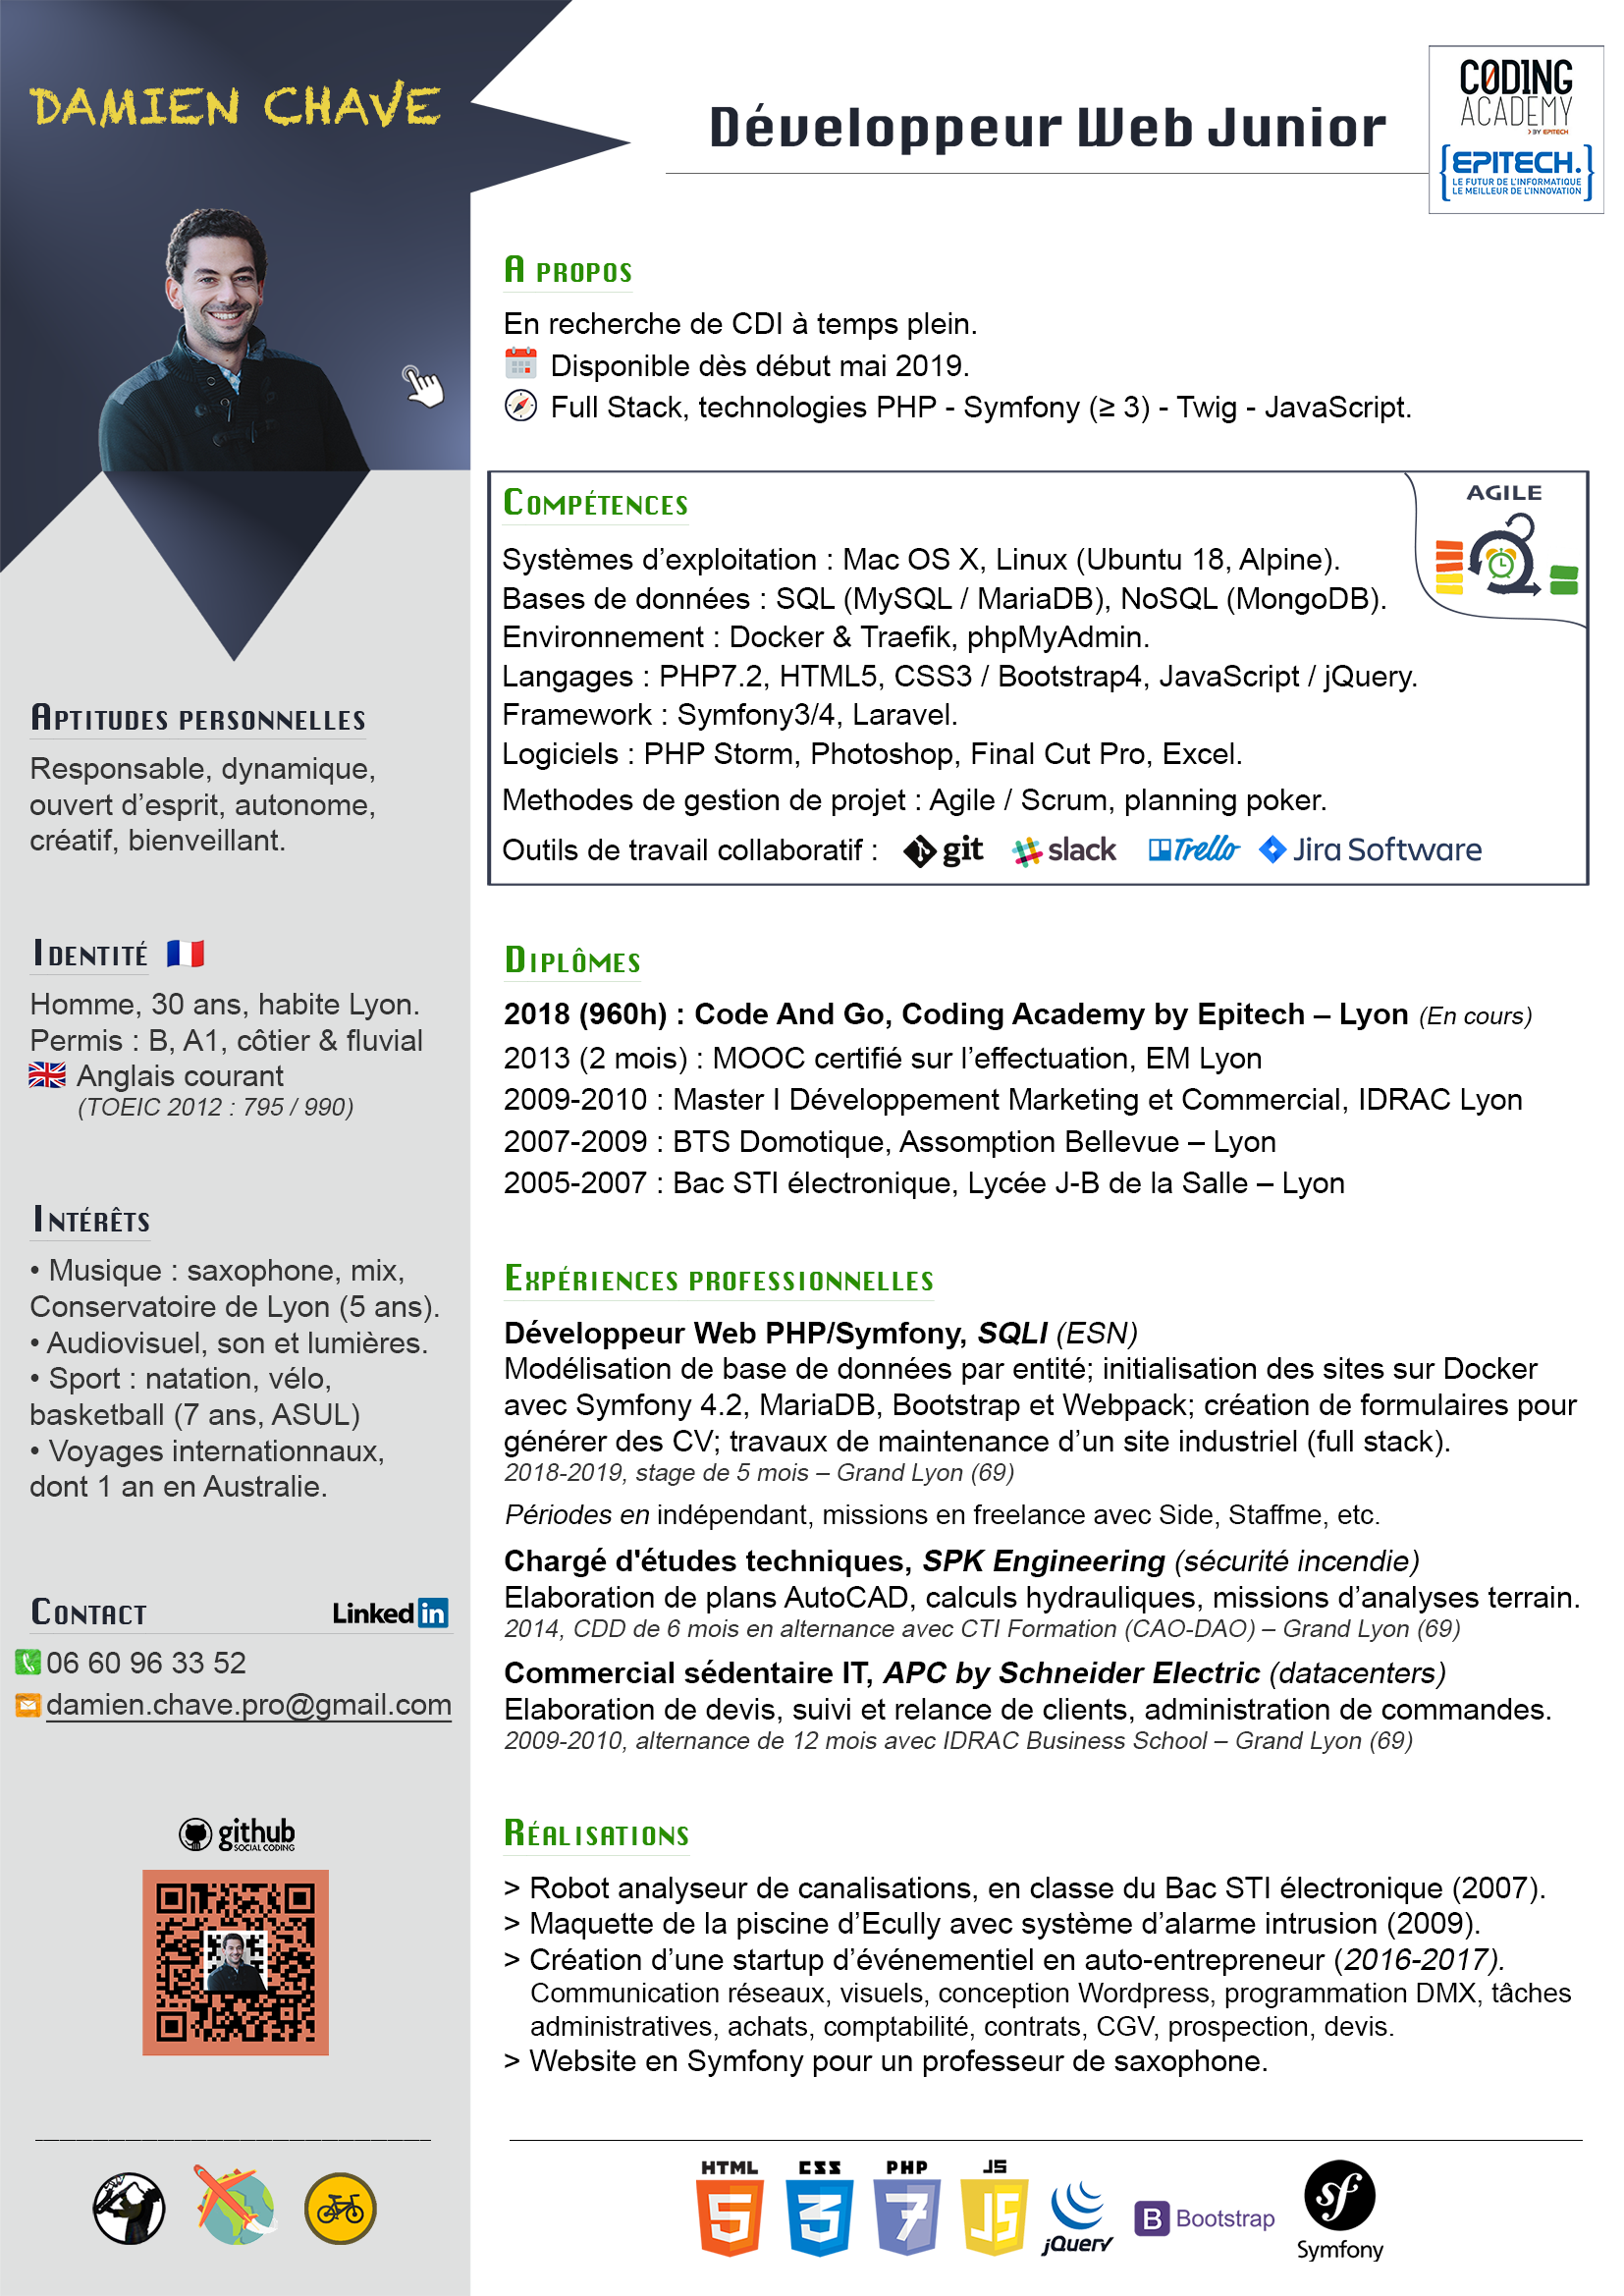 DAMIEN CHAVE
Développeur Web Junior
CODING
ACADEMY
> BY EPITECH
{EPITECH.}
LE FUTUR DE L'INFORMATIQUE
LE MEILLEUR DE L'INNOVATION
A PROPOS
En recherche de CDI à temps plein.
Disponible dès début mai 2019.
Full Stack, technologies PHP - Symfony (≥ 3) - Twig - JavaScript.
COMPÉTENCES
AGILE
Systèmes d’exploitation : Mac OS X, Linux (Ubuntu 18, Alpine).
Bases de données : SQL (MySQL / MariaDB), NoSQL (MongoDB).
Environnement : Docker & Traefik, phpMyAdmin.
Langages : PHP7.2, HTML5, CSS3 / Bootstrap4, JavaScript / jQuery.
Framework : Symfony3/4, Laravel.
Logiciels : PHP Storm, Photoshop, Final Cut Pro, Excel.
Methodes de gestion de projet : Agile / Scrum, planning poker.
Outils de travail collaboratif : git slack Trello Jira Software
APTITUDES PERSONNELLES
Responsable, dynamique,
ouvert d’esprit, autonome,
créatif, bienveillant.
IDENTITÉ
Homme, 30 ans, habite Lyon.
Permis : B, A1, côtier & fluvial
Anglais courant
(TOEIC 2012 : 795 / 990)
INTÉRÊTS
• Musique : saxophone, mix,
Conservatoire de Lyon (5 ans).
• Audiovisuel, son et lumières.
• Sport : natation, vélo,
basketball (7 ans, ASUL)
• Voyages internationnaux,
dont 1 an en Australie.
CONTACT
Linked in
06 60 96 33 52
damien.chave.pro@gmail.com
github
SOCIAL CODING
DIPLÔMES
2018 (960h) : Code And Go, Coding Academy by Epitech – Lyon (En cours)
2013 (2 mois) : MOOC certifié sur l’effectuation, EM Lyon
2009-2010 : Master I Développement Marketing et Commercial, IDRAC Lyon
2007-2009 : BTS Domotique, Assomption Bellevue – Lyon
2005-2007 : Bac STI électronique, Lycée J-B de la Salle – Lyon
EXPÉRIENCES PROFESSIONNELLES
Développeur Web PHP/Symfony, SQLI (ESN)
Modélisation de base de données par entité; initialisation des sites sur Docker
avec Symfony 4.2, MariaDB, Bootstrap et Webpack; création de formulaires pour
générer des CV; travaux de maintenance d’un site industriel (full stack).
2018-2019, stage de 5 mois – Grand Lyon (69)
Périodes en indépendant, missions en freelance avec Side, Staffme, etc.
Chargé d'études techniques, SPK Engineering (sécurité incendie)
Elaboration de plans AutoCAD, calculs hydrauliques, missions d’analyses terrain.
2014, CDD de 6 mois en alternance avec CTI Formation (CAO-DAO) – Grand Lyon (69)
Commercial sédentaire IT, APC by Schneider Electric (datacenters)
Elaboration de devis, suivi et relance de clients, administration de commandes.
2009-2010, alternance de 12 mois avec IDRAC Business School – Grand Lyon (69)
RÉALISATIONS
> Robot analyseur de canalisations, en classe du Bac STI électronique (2007).
> Maquette de la piscine d’Ecully avec système d’alarme intrusion (2009).
> Création d’une startup d’événementiel en auto-entrepreneur (2016-2017).
Communication réseaux, visuels, conception Wordpress, programmation DMX, tâches
administratives, achats, comptabilité, contrats, CGV, prospection, devis.
> Website en Symfony pour un professeur de saxophone.
HTML CSS PHP JS
5 3 7 JS
jQuery
B Bootstrap
sf
Symfony